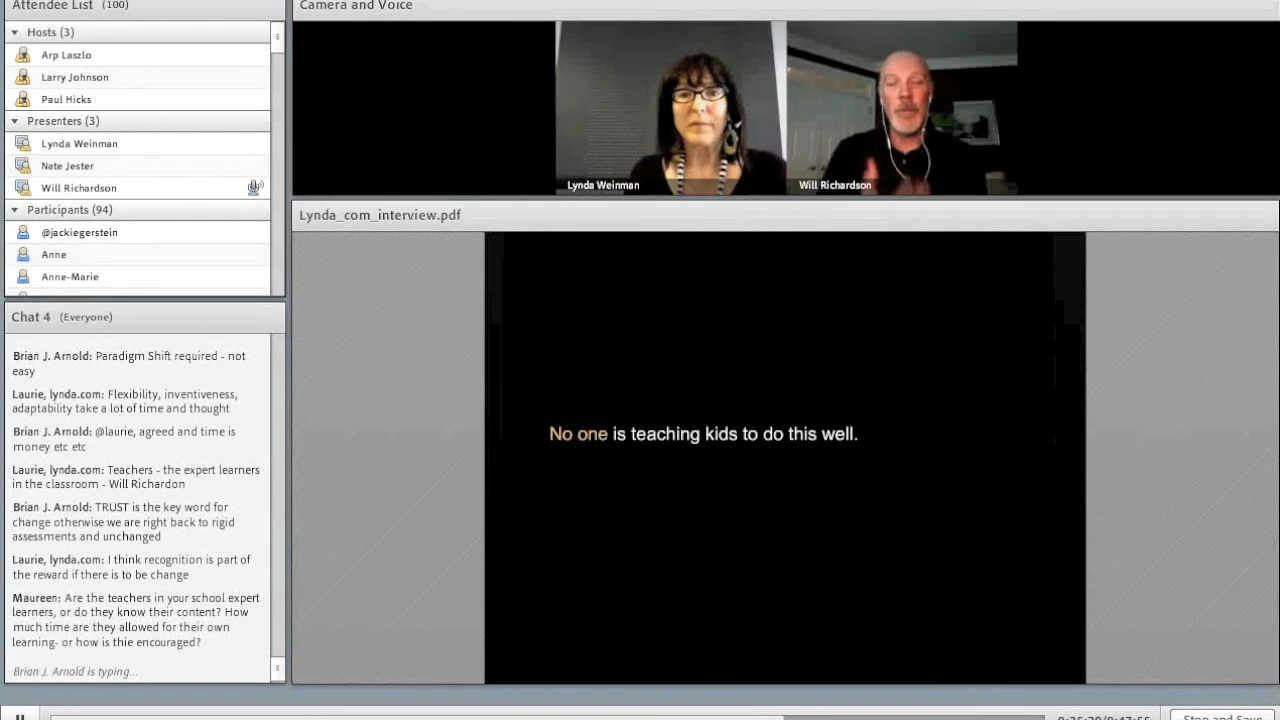 Attendee List (100)
Hosts (3)
Arp Laszlo
Larry Johnson
Paul Hicks
Presenters (3)
Lynda Weinman
Nate Jester
Will Richardson
Participants (94)
@jackiegerstein
Anne
Anne-Marie
Chat 4 (Everyone)
Brian J. Arnold: Paradigm Shift required - not
easy
Laurie, lynda.com: Flexibility, inventiveness,
adaptability take a lot of time and thought
Brian J. Arnold: @laurie, agreed and time is
money etc etc
Laurie, lynda.com: Teachers - the expert learners
in the classroom - Will Richardon
Brian J. Arnold: TRUST is the key word for
change otherwise we are right back to rigid
assessments and unchanged
Laurie, lynda.com: I think recognition is part of
the reward if there is to be change
Maureen: Are the teachers in your school expert
learners, or do they know their content? How
much time are they allowed for their own
learning- or how is thie encouraged?
Brian J. Arnold is typing...
Camera and Voice
Lynda Weinman
Will Richardson
Lynda_com_interview.pdf
No one is teaching kids to do this well.
Stop and Save